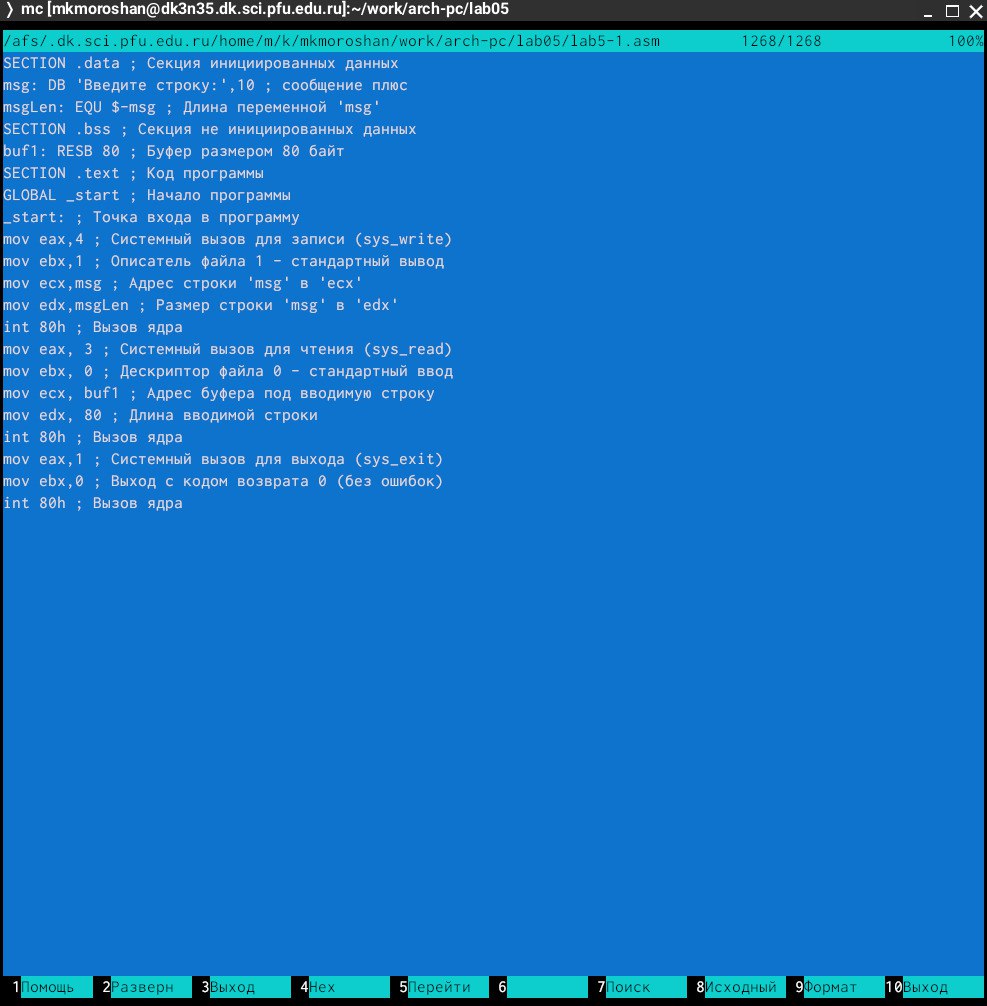 mc [mkmoroshan@dk3n35.dk.sci.pfu.edu.ru]:~/work/arch-pc/lab05
/afs/.dk.sci.pfu.edu.ru/home/m/k/mkmoroshan/work/arch-pc/lab05/lab5-1.asm 1268/1268 100%
SECTION .data ; Секция инициированных данных
msg: DB 'Введите строку:',10 ; сообщение плюс
msgLen: EQU $-msg ; Длина переменной 'msg'
SECTION .bss ; Секция не инициированных данных
buf1: RESB 80 ; Буфер размером 80 байт
SECTION .text ; Код программы
GLOBAL _start ; Начало программы
_start: ; Точка входа в программу
mov eax,4 ; Системный вызов для записи (sys_write)
mov ebx,1 ; Описатель файла 1 - стандартный вывод
mov ecx,msg ; Адрес строки 'msg' в 'ecx'
mov edx,msgLen ; Размер строки 'msg' в 'edx'
int 80h ; Вызов ядра
mov eax, 3 ; Системный вызов для чтения (sys_read)
mov ebx, 0 ; Дескриптор файла 0 - стандартный ввод
mov ecx, buf1 ; Адрес буфера под вводимую строку
mov edx, 80 ; Длина вводимой строки
int 80h ; Вызов ядра
mov eax,1 ; Системный вызов для выхода (sys_exit)
mov ebx,0 ; Выход с кодом возврата 0 (без ошибок)
int 80h ; Вызов ядра
1Помощь 2Разверн 3Выход 4Hex 5Перейти 6 7Поиск 8Исходный 9Формат 10Выход